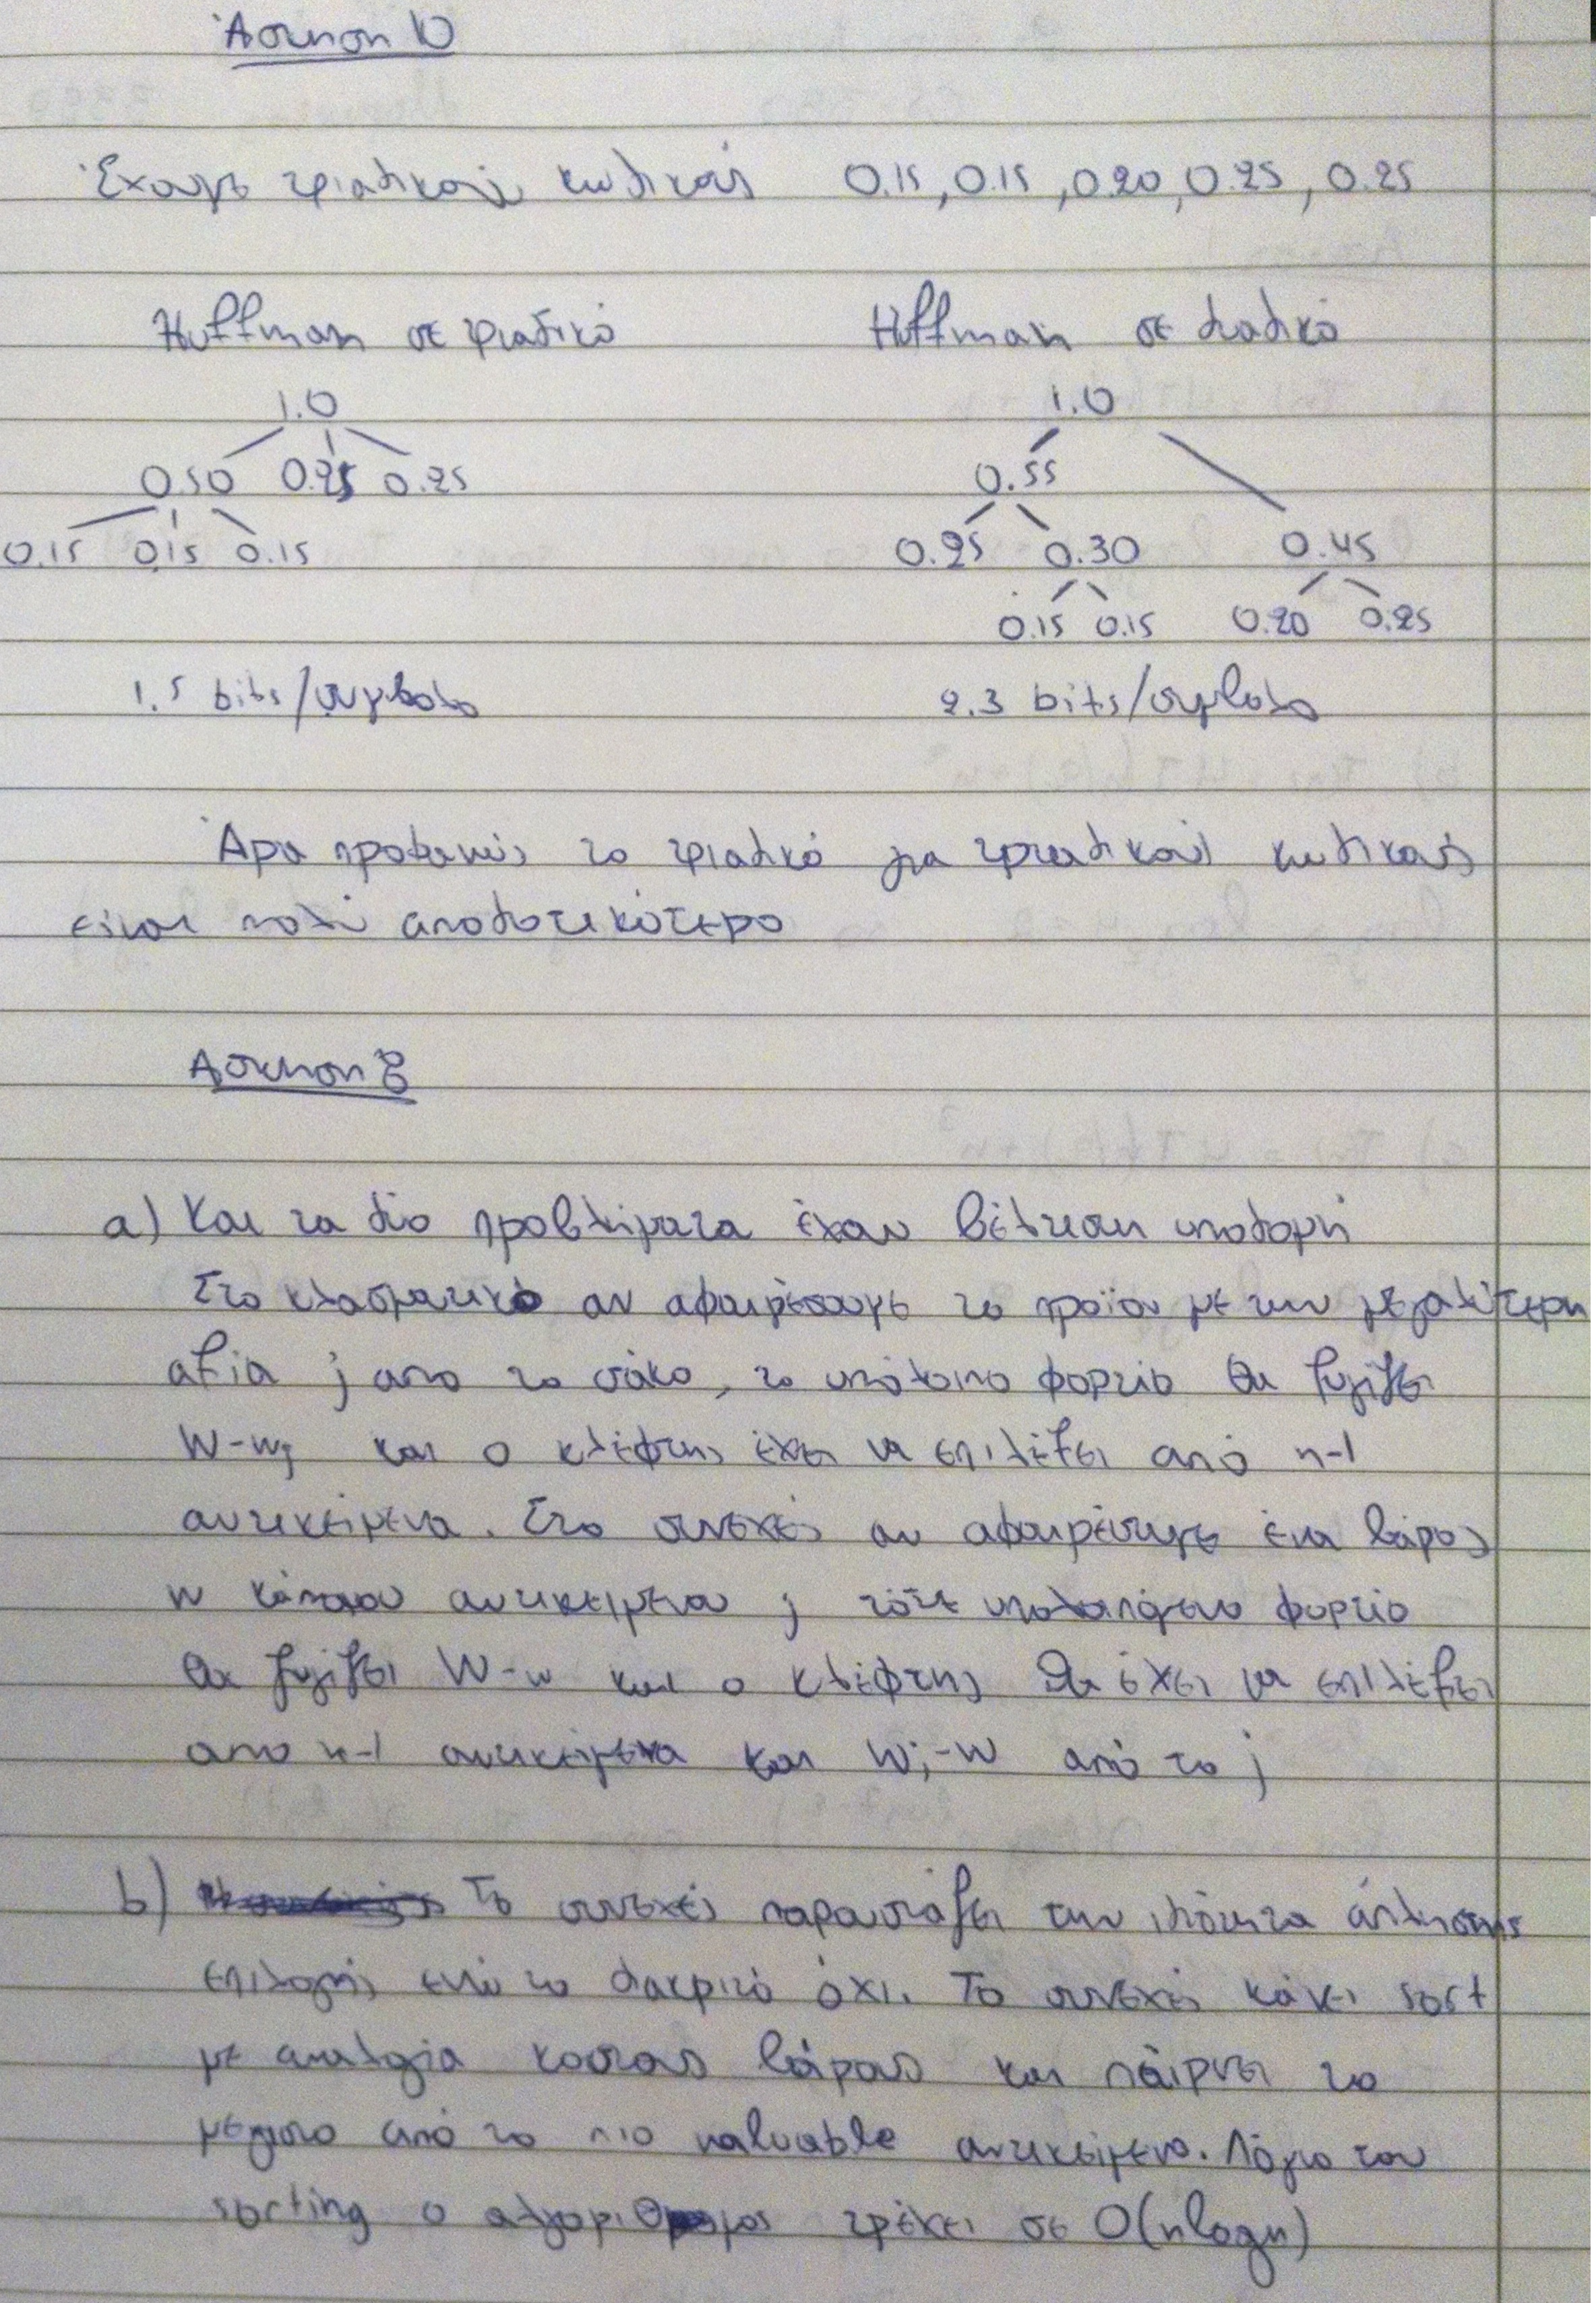 Άσκηση 10
Έχουμε τριαδικούς κωδικούς 0.15, 0.15, 0.20, 0.25, 0.25
Huffman σε τριαδικό Huffman σε διαδικό
1.0 1.0
0.50 0.25 0.25 0.55
0.15 0.15 0.15 0.25 0.30 0.45
0.15 0.15 0.20 0.25
1.5 bits/συμβολο 2.3 bits/συμβολο
Άρα προφανώς το τριαδικό για τριαδικούς κωδικούς
είναι πολύ αποδοτικότερο
Άσκηση 8
a) Και τα δύο προβλήματα έχουν βέλτιστη υποδομή
Στο κλασματικό αν αφαιρέσουμε το προϊον με την μεγαλύτερη
αξία j απο το σάκο, το υπόλοιπο φορτίο θα ζυγίζει
W-wj και ο κλέφτης έχει να επιλέξει από n-1
αντικείμενα. Στο συνεχές αν αφαιρέσουμε ένα βάρος
w κάποιου αντικειμένου j τότε υπολοιπόμενο φορτίο
θα ζυγίζει W-w και ο κλέφτης θα έχει να επιλέξει
απο n-1 αντικείμενα και wj-w από το j
b) Το συνεχές παρουσιάζει την ιδιότητα άπληστης
επιλογής ενώ το διακριτό όχι. Το συνεχές κάνει sort
με αναλογία κόστους βάρους και παίρνει το
μέγιστο από το πιο valuable αντικείμενο. Λόγω του
sorting ο αλγοριθμος τρέχει σε O(nlogn)